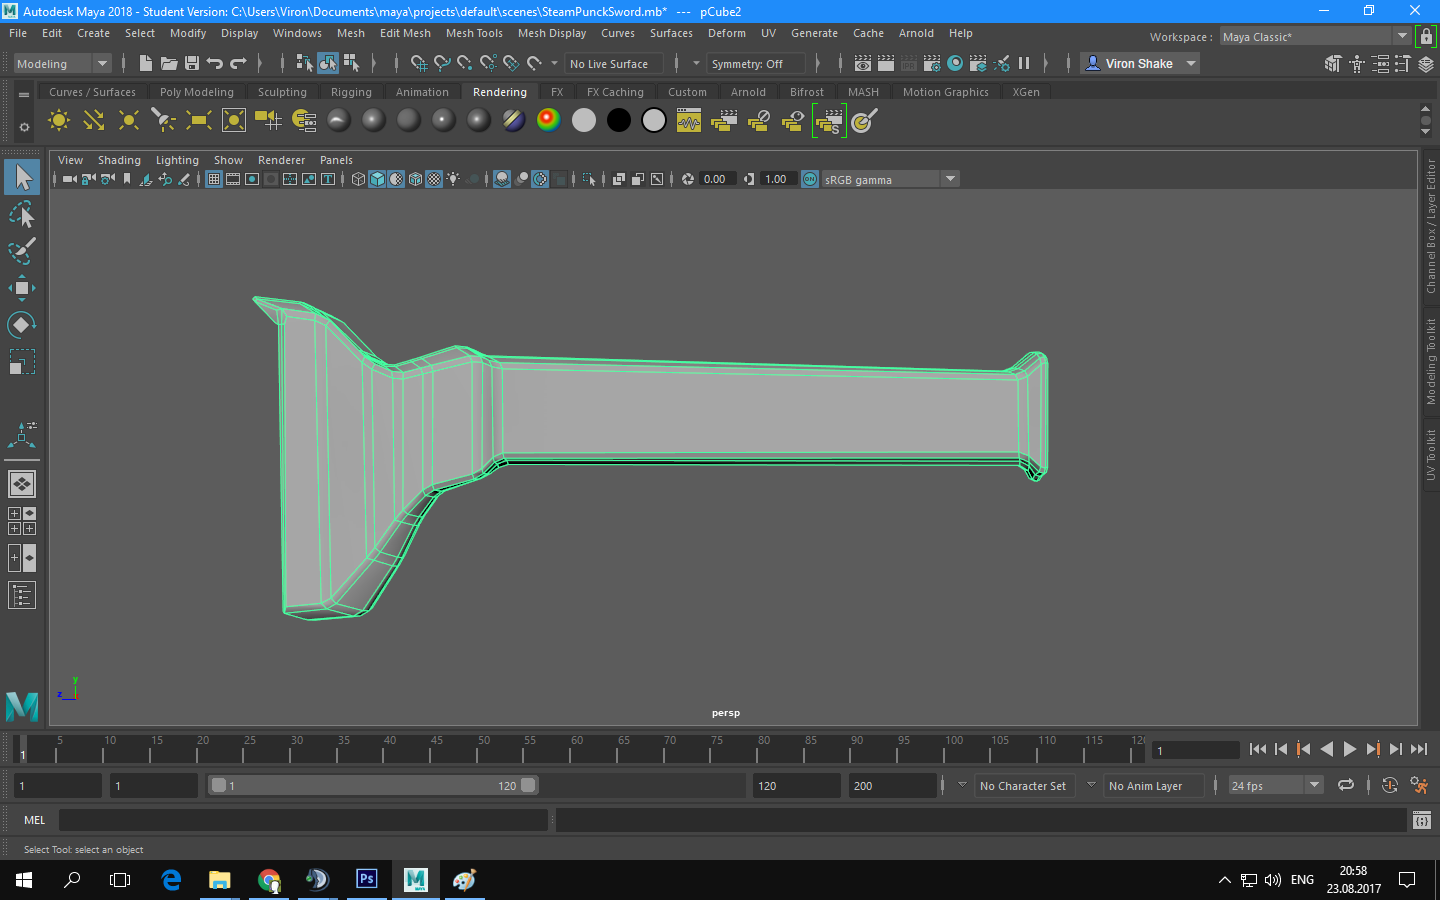 Autodesk Maya 2018 - Student Version: C:\Users\Viron\Documents\maya\projects\default\scenes\SteamPunckSword.mb*   ---   pCube2
File Edit Create Select Modify Display Windows Mesh Edit Mesh Mesh Tools Mesh Display Curves Surfaces Deform UV Generate Cache Arnold Help
Workspace : Maya Classic*
Modeling No Live Surface Symmetry: Off Viron Shake
Curves / Surfaces Poly Modeling Sculpting Rigging Animation Rendering FX FX Caching Custom Arnold Bifrost MASH Motion Graphics XGen
View Shading Lighting Show Renderer Panels
0.00 1.00 ON sRGB gamma
Channel Box / Layer Editor
Modeling Toolkit
UV Toolkit
y
z
persp
5 10 15 20 25 30 35 40 45 50 55 60 65 70 75 80 85 90 95 100 105 110 115 120
1 1
1 1 1 120 120 200 No Character Set No Anim Layer 24 fps
MEL
Select Tool: select an object
Ps MAYA ENG
20:58
23.08.2017